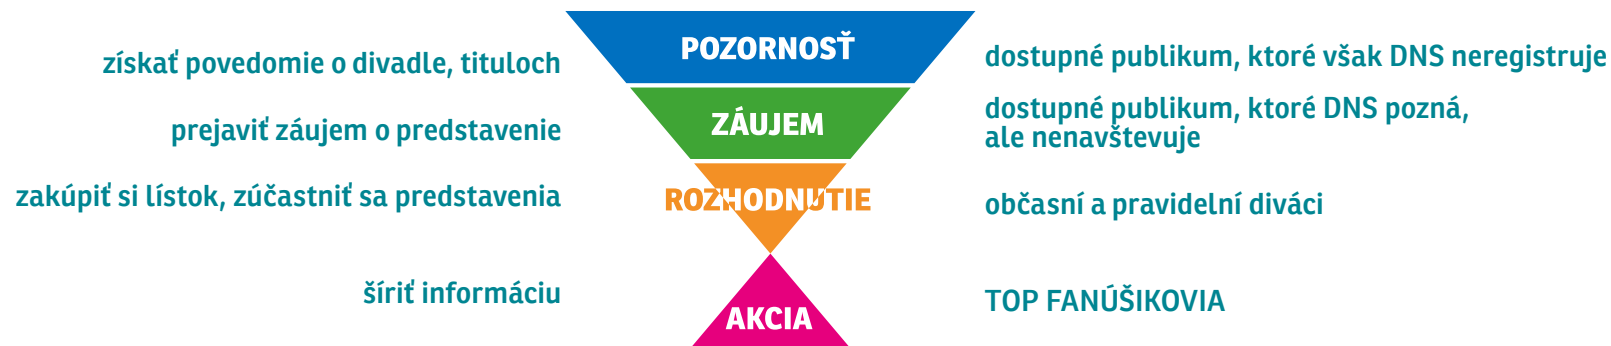 získať povedomie o divadle, tituloch
POZORNOSŤ
dostupné publikum, ktoré však DNS neregistruje
prejaviť záujem o predstavenie
ZÁUJEM
dostupné publikum, ktoré DNS pozná,
ale nenavštevuje
zakúpiť si lístok, zúčastniť sa predstavenia
ROZHODNUTIE
občasní a pravidelní diváci
šíriť informáciu
AKCIA
TOP FANÚŠIKOVIA